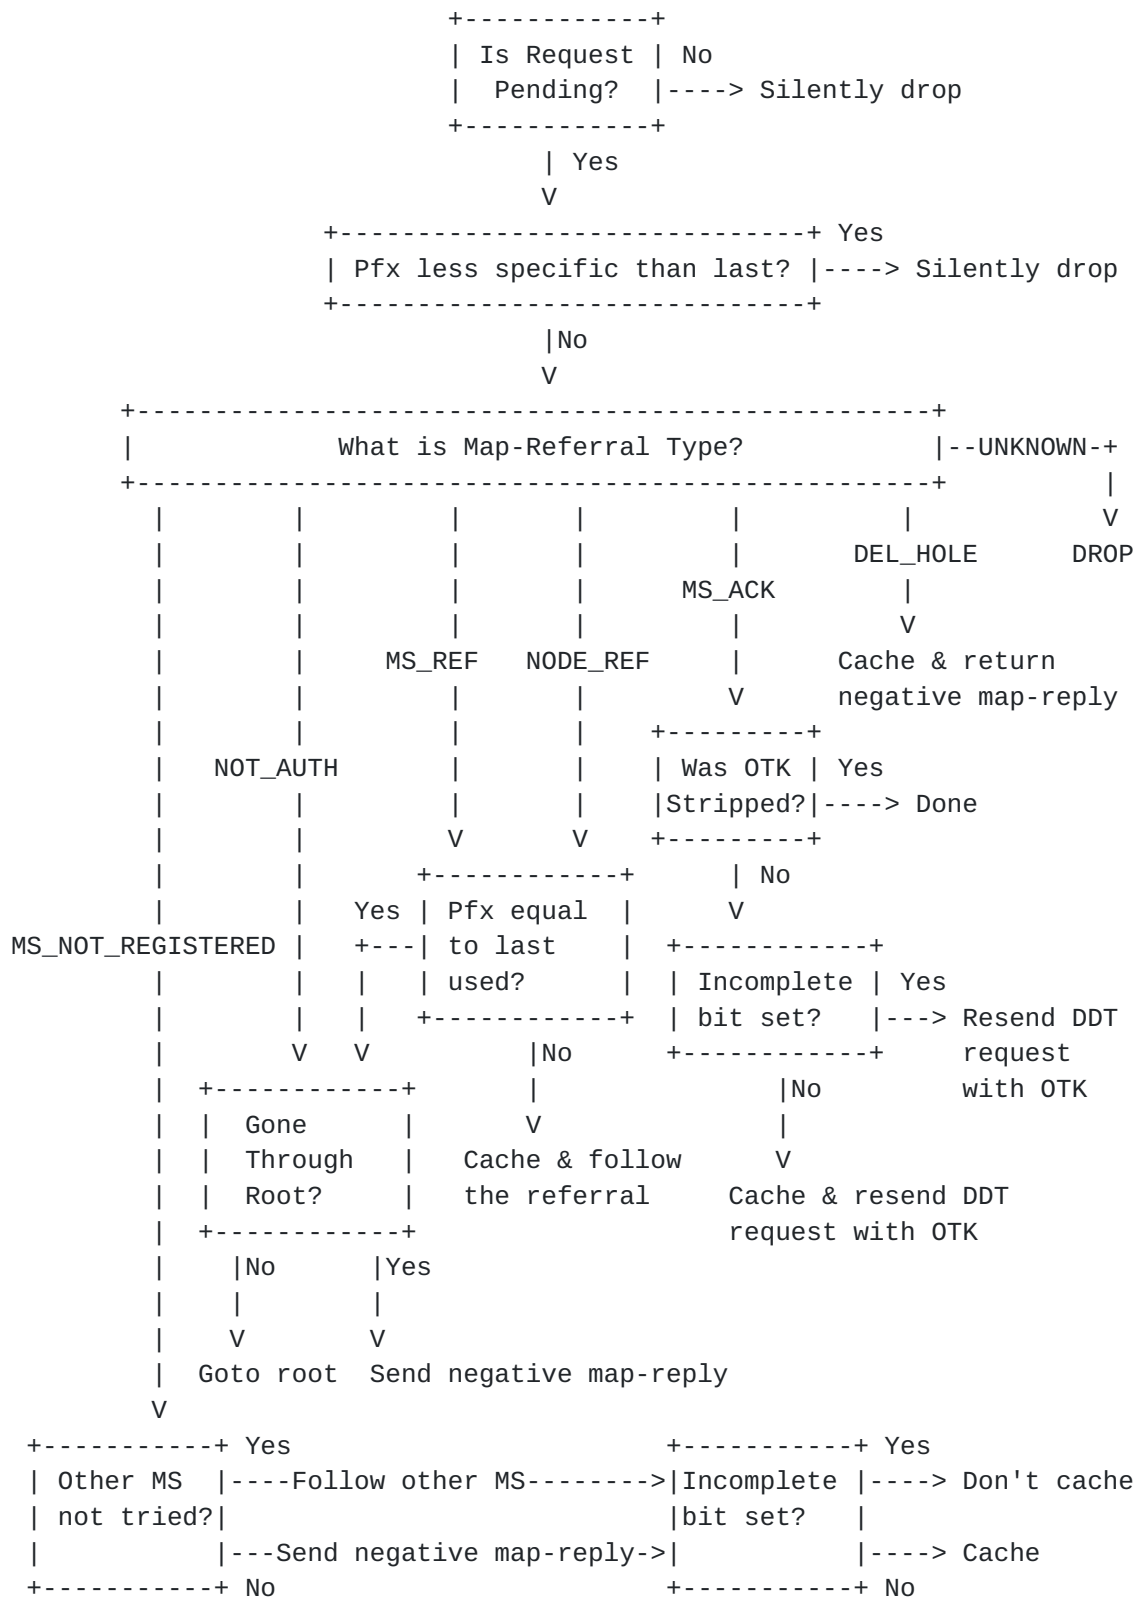 +------------+
                            | Is Request | No
                            |  Pending?  |----> Silently drop
                            +------------+
                                  | Yes
                                  V
                    +------------------------------+ Yes
                    | Pfx less specific than last? |----> Silently drop
                    +------------------------------+
                                  |No
                                  V
       +---------------------------------------------------+
       |             What is Map-Referral Type?            |--UNKNOWN-+
       +---------------------------------------------------+          |
         |        |         |       |         |          |            V
         |        |         |       |         |       DEL_HOLE      DROP
         |        |         |       |      MS_ACK        |
         |        |         |       |         |          V
         |        |      MS_REF   NODE_REF    |      Cache & return
         |        |         |       |         V      negative map-reply
         |        |         |       |    +---------+
         |   NOT_AUTH       |       |    | Was OTK | Yes
         |        |         |       |    |Stripped?|----> Done
         |        |         V       V    +---------+
         |        |       +------------+      | No
         |        |   Yes | Pfx equal  |      V
MS_NOT_REGISTERED |   +---| to last    |  +------------+
         |        |   |   | used?      |  | Incomplete | Yes
         |        |   |   +------------+  | bit set?   |---> Resend DDT
         |        V   V          |No      +------------+     request
         |  +------------+       |               |No         with OTK
         |  |  Gone      |       V               |
         |  |  Through   |   Cache & follow      V
         |  |  Root?     |   the referral     Cache & resend DDT
         |  +------------+                    request with OTK
         |    |No      |Yes
         |    |        |
         |    V        V
         |  Goto root  Send negative map-reply
         V
 +-----------+ Yes                        +-----------+ Yes
 | Other MS  |----Follow other MS-------->|Incomplete |----> Don't cache
 | not tried?|                            |bit set?   |
 |           |---Send negative map-reply->|           |----> Cache
 +-----------+ No                         +-----------+ No